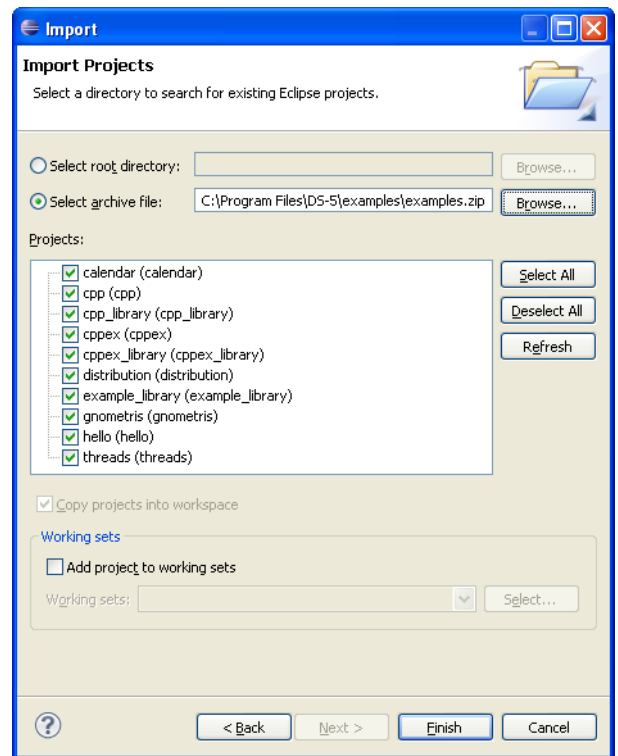 Import
Import Projects
Select a directory to search for existing Eclipse projects.
Select root directory:
Browse...
Select archive file:
C:\Program Files\DS-5\examples\examples.zip
Browse...
Projects:
calendar (calendar)
cpp (cpp)
cpp_library (cpp_library)
cppex (cppex)
cppex_library (cppex_library)
distribution (distribution)
example_library (example_library)
gnometris (gnometris)
hello (hello)
threads (threads)
Select All
Deselect All
Refresh
Copy projects into workspace
Working sets
Add project to working sets
Working sets:
Select...
?
< Back
Next >
Finish
Cancel